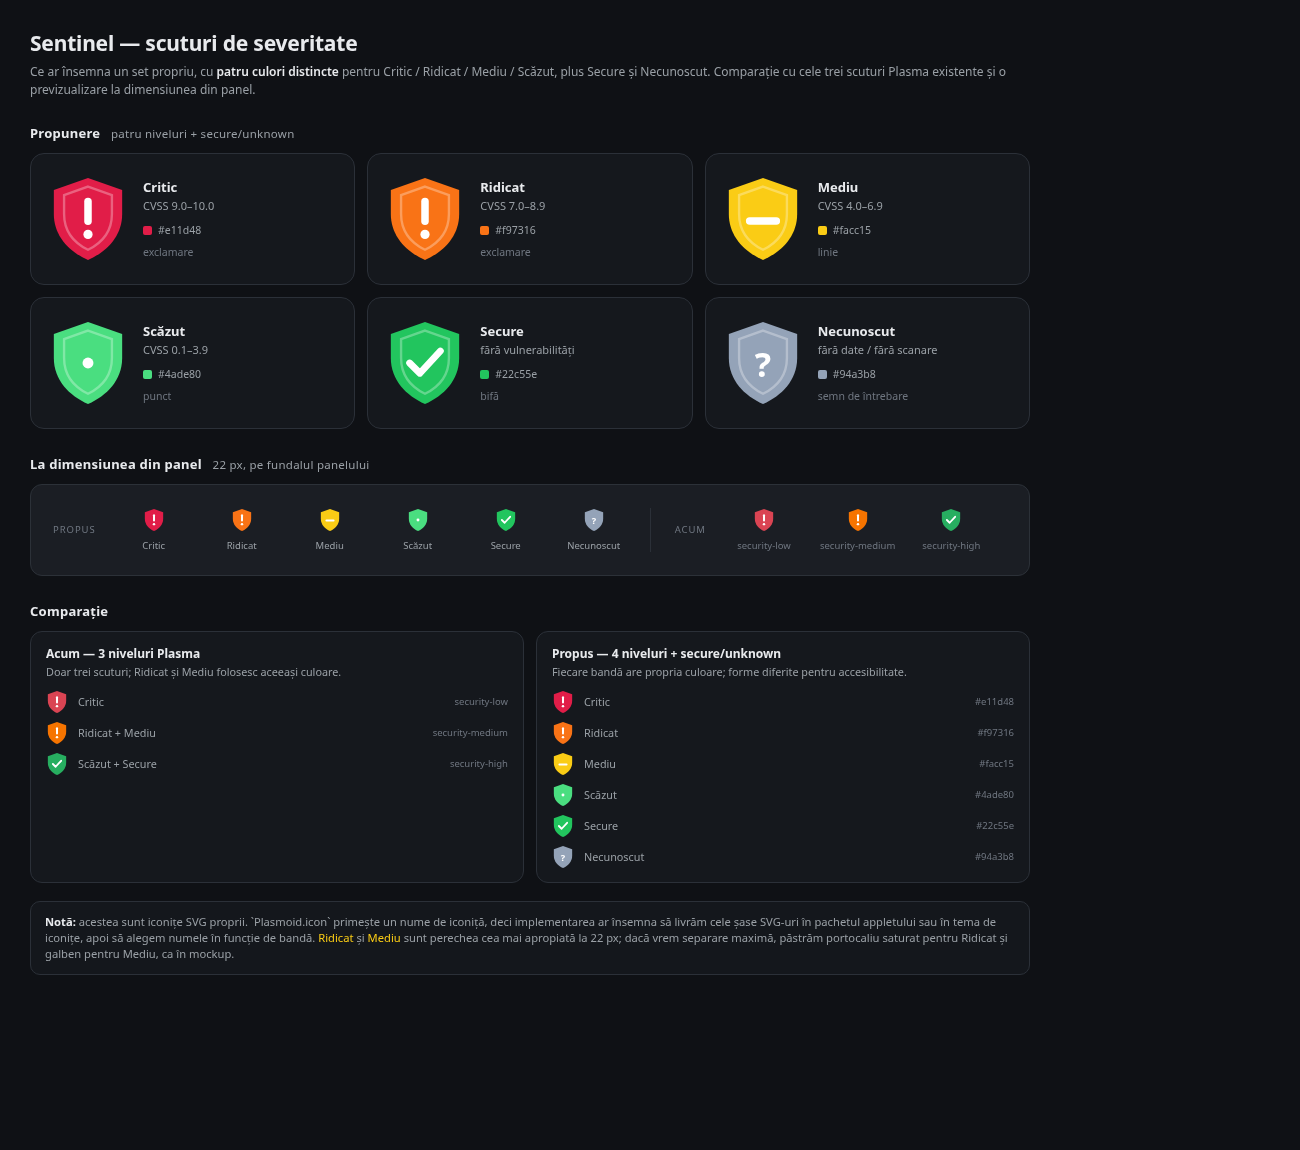 Sentinel — scuturi de severitate
Ce ar însemna un set propriu, cu patru culori distincte pentru Critic / Ridicat / Mediu / Scăzut, plus Secure și Necunoscut. Comparație cu cele trei scuturi Plasma existente și o
previzualizare la dimensiunea din panel.
Propunere patru niveluri + secure/unknown
Critic
CVSS 9.0–10.0
#e11d48
exclamare
Ridicat
CVSS 7.0–8.9
#f97316
exclamare
Mediu
CVSS 4.0–6.9
#facc15
linie
Scăzut
CVSS 0.1–3.9
#4ade80
punct
Secure
fără vulnerabilități
#22c55e
bifă
?
Necunoscut
fără date / fără scanare
#94a3b8
semn de întrebare
La dimensiunea din panel 22 px, pe fundalul panelului
PROPUS
Critic
Ridicat
Mediu
Scăzut
Secure
?
Necunoscut
ACUM
security-low
security-medium
security-high
Comparație
Acum — 3 niveluri Plasma
Doar trei scuturi; Ridicat și Mediu folosesc aceeași culoare.
Critic security-low
Ridicat + Mediu security-medium
Scăzut + Secure security-high
Propus — 4 niveluri + secure/unknown
Fiecare bandă are propria culoare; forme diferite pentru accesibilitate.
Critic #e11d48
Ridicat #f97316
Mediu #facc15
Scăzut #4ade80
Secure #22c55e
? Necunoscut #94a3b8
Notă: acestea sunt iconițe SVG proprii. `Plasmoid.icon` primește un nume de iconiță, deci implementarea ar însemna să livrăm cele șase SVG-uri în pachetul appletului sau în tema de
iconițe, apoi să alegem numele în funcție de bandă. Ridicat și Mediu sunt perechea cea mai apropiată la 22 px; dacă vrem separare maximă, păstrăm portocaliu saturat pentru Ridicat și
galben pentru Mediu, ca în mockup.